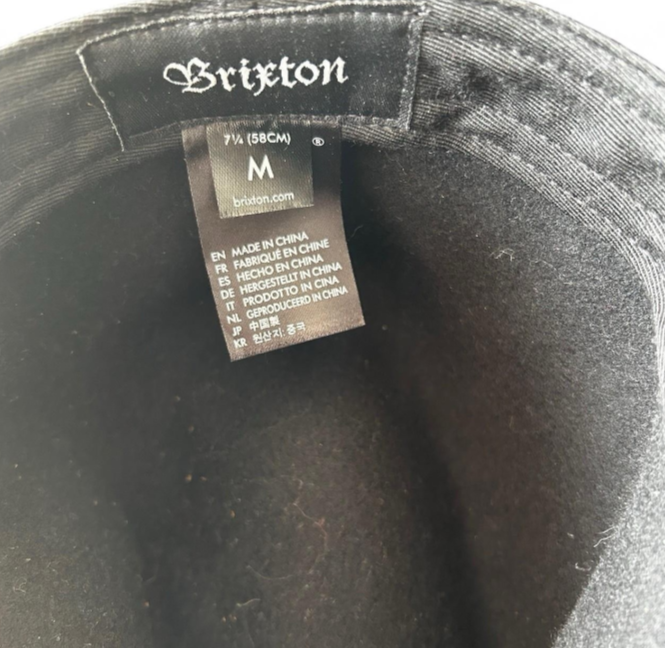 Brixton
7¼ (58CM)
®
M
brixton.com
EN MADE IN CHINA
FR FABRIQUÉ EN CHINE
ES HECHO EN CHINA
DE HERGESTELLT IN CHINA
IT PRODOTTO IN CINA
NL GEPRODUCEERD IN CHINA
JP 中国製
KR 원산지: 중국